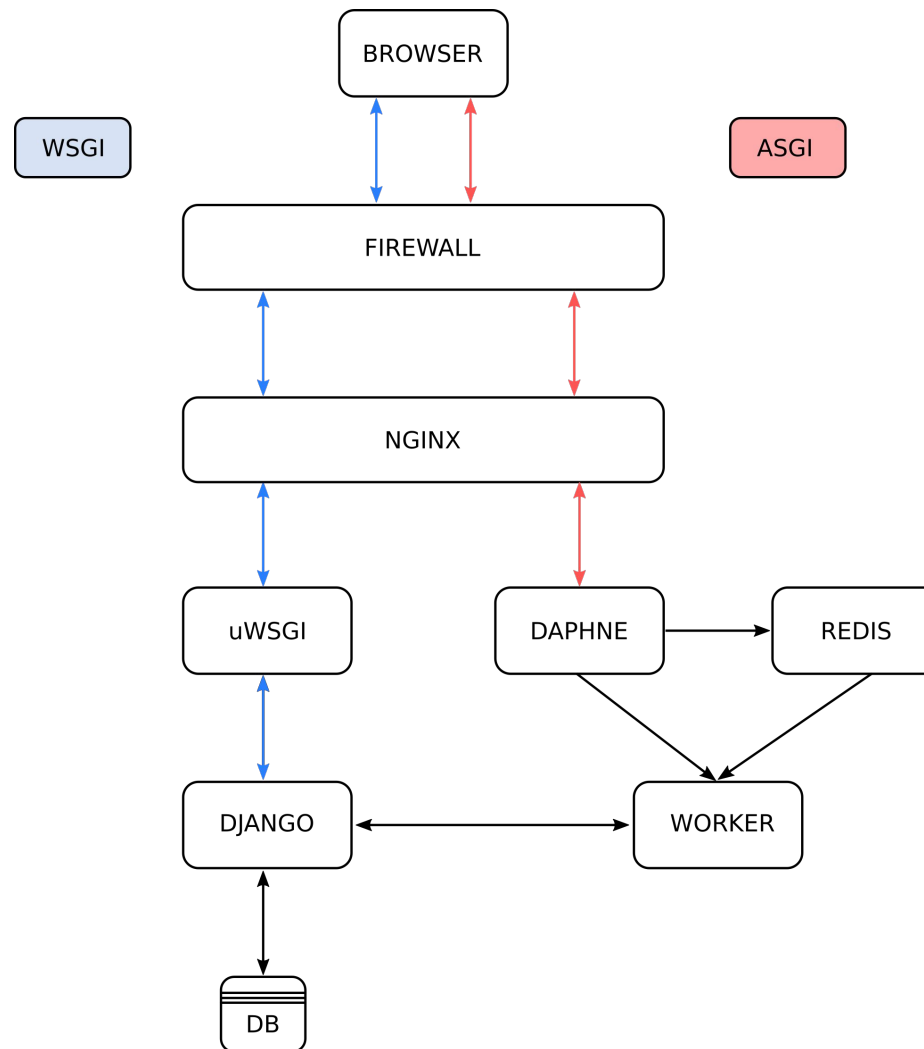 BROWSER
WSGI
ASGI
FIREWALL
NGINX
uWSGI
DAPHNE
REDIS
DJANGO
WORKER
DB